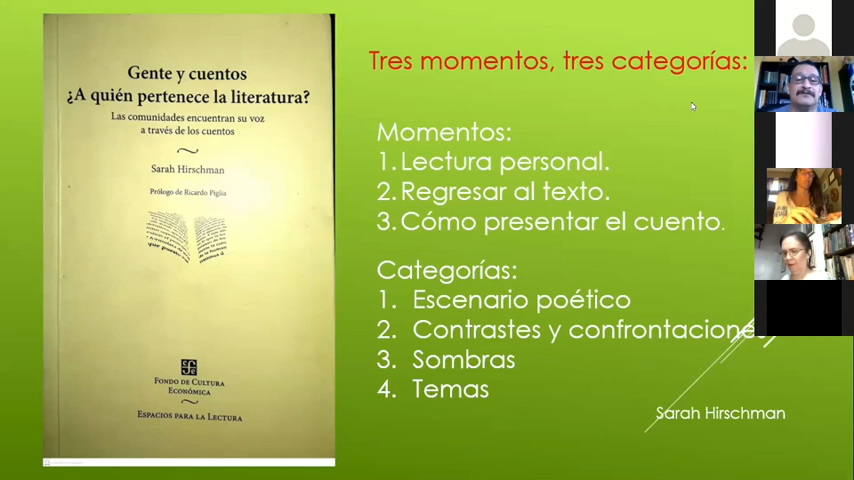 Gente y cuentos
¿A quién pertenece la literatura?
Las comunidades encuentran su voz
a través de los cuentos
Sarah Hirschman
Prólogo de Ricardo Piglia
FONDO DE CULTURA
ECONÓMICA
ESPACIOS PARA LA LECTURA
Tres momentos, tres categorías:
Momentos:
1. Lectura personal.
2. Regresar al texto.
3. Cómo presentar el cuento.
Categorías:
1. Escenario poético
2. Contrastes y confrontaciones
3. Sombras
4. Temas
Sarah Hirschman